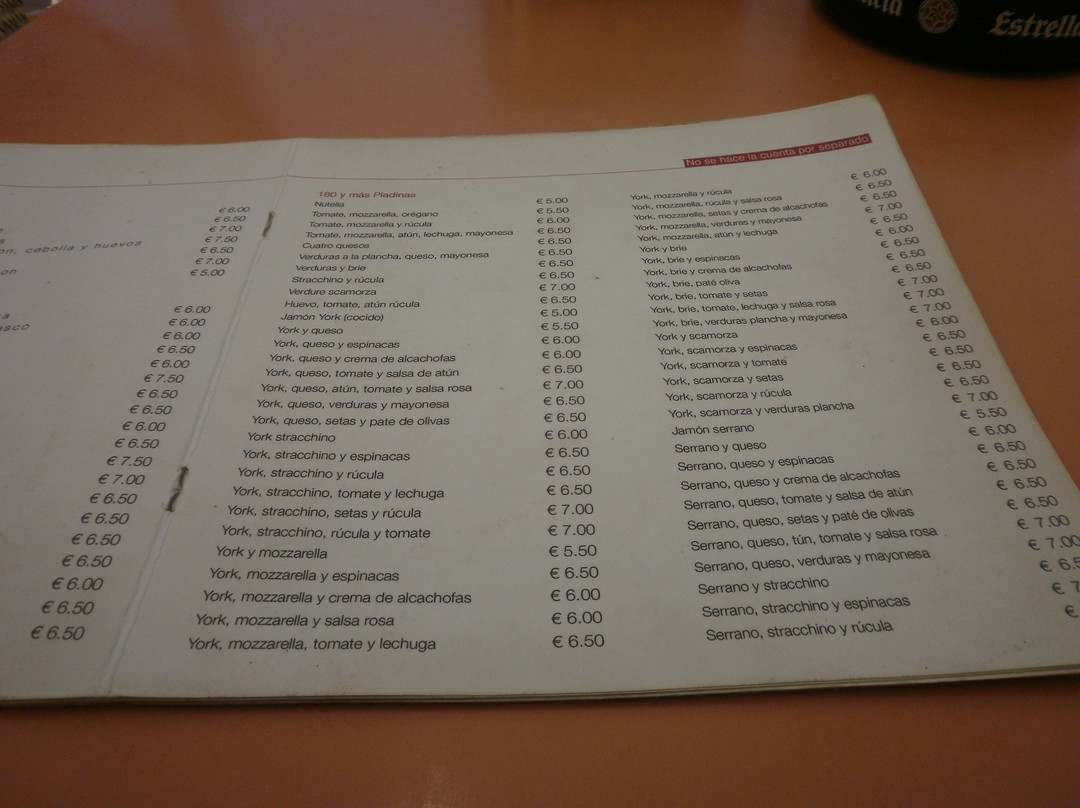 Estrella
No se hace la cuenta por separado
on, cebolla y huevos
€ 6.00
€ 6.50
€ 7.00
€ 7.50
€ 6.50
€ 7.00
€ 5.00
€ 6.00
€ 6.00
€ 6.00
€ 6.50
€ 6.00
€ 7.50
€ 6.50
€ 6.50
€ 6.00
€ 6.50
€ 7.50
€ 7.00
€ 6.50
€ 6.50
€ 6.50
€ 6.50
€ 6.00
€ 6.50
€ 6.50
180 y más Piadinas
Nutella
Tomate, mozzarella, orégano
Tomate, mozzarella y rúcula
Tomate, mozzarella, atún, lechuga, mayonesa
Cuatro quesos
Verduras a la plancha, queso, mayonesa
Verduras y brie
Stracchino y rúcula
Verdure scamorza
Huevo, tomate, atún rúcula
Jamón York (cocido)
York y queso
York, queso y espinacas
York, queso y crema de alcachofas
York, queso, tomate y salsa de atún
York, queso, atún, tomate y salsa rosa
York, queso, verduras y mayonesa
York, queso, setas y pate de olivas
York stracchino
York, stracchino y espinacas
York, stracchino y rúcula
York, stracchino, tomate y lechuga
York, stracchino, setas y rúcula
York, stracchino, rúcula y tomate
York y mozzarella
York, mozzarella y espinacas
York, mozzarella y crema de alcachofas
York, mozzarella y salsa rosa
York, mozzarella, tomate y lechuga
€ 5.00
€ 5.50
€ 6.00
€ 6.50
€ 6.50
€ 6.50
€ 6.50
€ 7.00
€ 6.50
€ 5.00
€ 5.50
€ 6.00
€ 6.00
€ 6.50
€ 7.00
€ 6.50
€ 6.50
€ 6.00
€ 6.50
€ 6.50
€ 6.50
€ 7.00
€ 7.00
€ 5.50
€ 6.50
€ 6.00
€ 6.00
€ 6.50
York, mozzarella y rúcula
York, mozzarella, rúcula y salsa rosa
York, mozzarella, setas y crema de alcachofas
York, mozzarella, verduras y mayonesa
York, mozzarella, atún y lechuga
York y brie
York, brie y espinacas
York, brie y crema de alcachofas
York, brie, paté oliva
York, brie, tomate y setas
York, brie, tomate, lechuga y salsa rosa
York, brie, verduras plancha y mayonesa
York y scamorza
York, scamorza y espinacas
York, scamorza y tomate
York, scamorza y setas
York, scamorza y rúcula
York, scamorza y verduras plancha
Jamón serrano
Serrano y queso
Serrano, queso y espinacas
Serrano, queso y crema de alcachofas
Serrano, queso, tomate y salsa de atún
Serrano, queso, setas y paté de olivas
Serrano, queso, tún, tomate y salsa rosa
Serrano, queso, verduras y mayonesa
Serrano y stracchino
Serrano, stracchino y espinacas
Serrano, stracchino y rúcula
€ 6.00
€ 6.50
€ 6.50
€ 7.00
€ 6.50
€ 6.00
€ 6.50
€ 6.50
€ 6.50
€ 7.00
€ 7.00
€ 7.00
€ 6.00
€ 6.50
€ 6.50
€ 6.50
€ 7.00
€ 5.50
€ 6.00
€ 6.50
€ 6.50
€ 6.50
€ 6.50
€ 7.00
€ 7.00
€ 6.5
€ 7
€